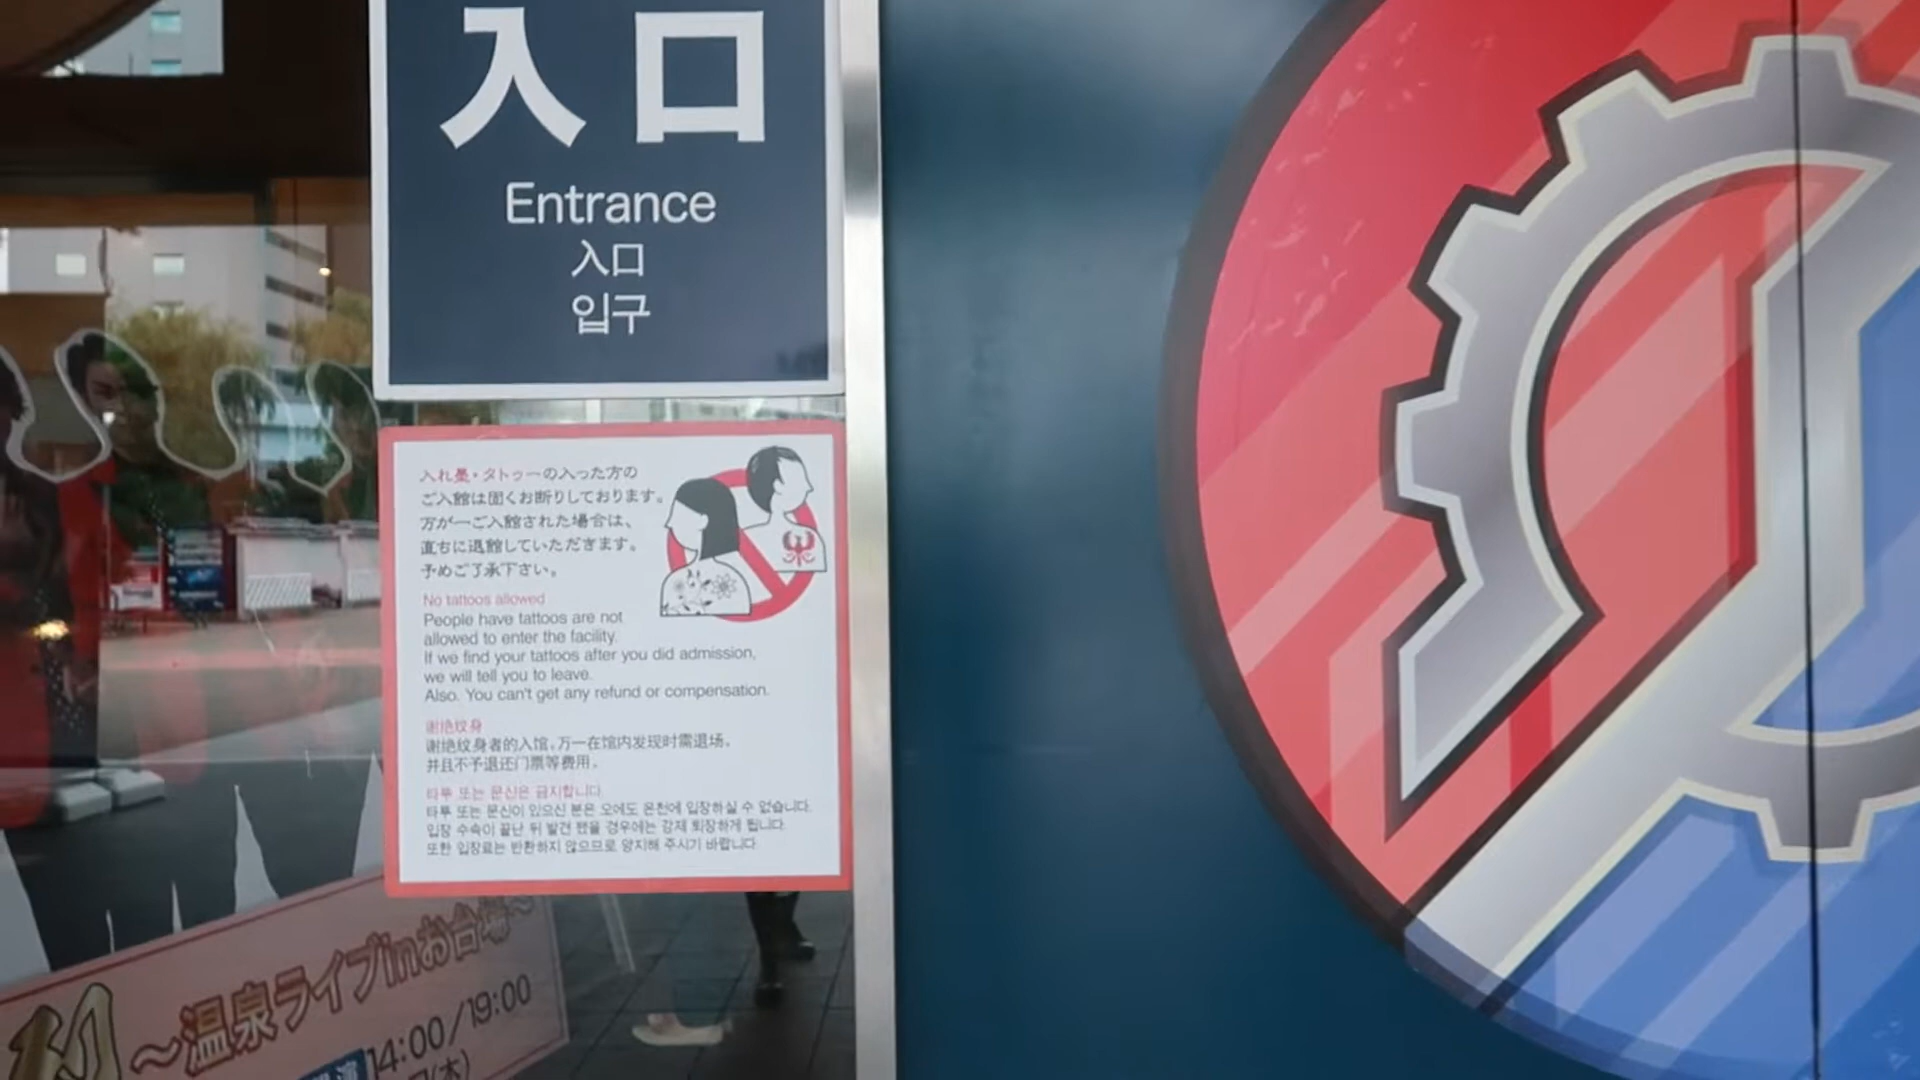 入口
Entrance
入口
입구
入れ墨・タトゥーの入った方の
ご入館は固くお断りしております。
万が一ご入館された場合は、
直ちに退館していただきます。
予めご了承下さい。
No tattoos allowed
People have tattoos are not
allowed to enter the facility.
If we find your tattoos after you did admission,
we will tell you to leave.
Also. You can't get any refund or compensation.
谢绝纹身
谢绝纹身者的入馆，万一在馆内发现时需退场，
并且不予退还门票等费用。
타투 또는 문신은 금지합니다.
타투 또는 문신이 있으신 분은 오에도 온천에 입장하실 수 없습니다.
입장 수속이 끝난 뒤 발견 됐을 경우에는 강제 퇴장하게 됩니다.
또한 입장료는 반환하지 않으므로 양지해 주시기 바랍니다.
～温泉ライブinお台場～
14:00/19:00
(木)